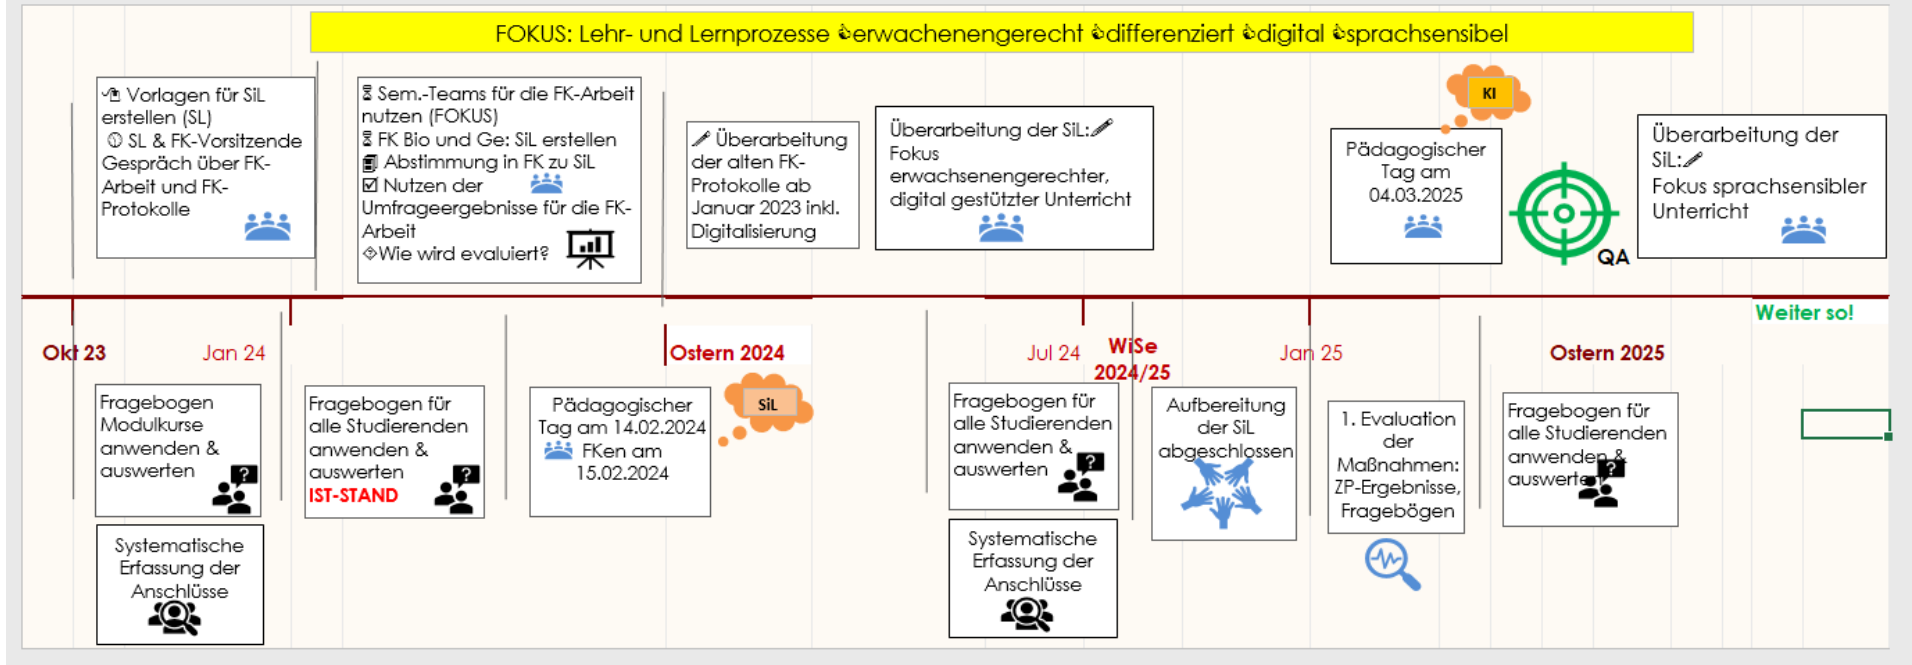 FOKUS: Lehr- und Lernprozesse erwachenengerecht differenziert digital sprachsensibel
Vorlagen für SiL
erstellen (SL)
SL & FK-Vorsitzende
Gespräch über FK-
Arbeit und FK-
Protokolle
Sem.-Teams für die FK-Arbeit
nutzen (FOKUS)
FK Bio und Ge: SiL erstellen
Abstimmung in FK zu SiL
Nutzen der
Umfrageergebnisse für die FK-
Arbeit
Wie wird evaluiert?
Überarbeitung
der alten FK-
Protokolle ab
Januar 2023 inkl.
Digitalisierung
Überarbeitung der SiL:
Fokus
erwachsenengerechter,
digital gestützter Unterricht
KI
Pädagogischer
Tag am
04.03.2025
QA
Überarbeitung der
SiL:
Fokus sprachsensibler
Unterricht
Weiter so!
Okt 23
Jan 24
Ostern 2024
Jul 24
WiSe
2024/25
Jan 25
Ostern 2025
Fragebogen
Modulkurse
anwenden &
auswerten
Systematische
Erfassung der
Anschlüsse
Fragebogen für
alle Studierenden
anwenden &
auswerten
IST-STAND
Pädagogischer
Tag am 14.02.2024
FKen am
15.02.2024
SiL
Fragebogen für
alle Studierenden
anwenden &
auswerten
Systematische
Erfassung der
Anschlüsse
Aufbereitung
der SiL
abgeschlossen
1. Evaluation
der
Maßnahmen:
ZP-Ergebnisse,
Fragebögen
Fragebogen für
alle Studierenden
anwenden &
auswerten